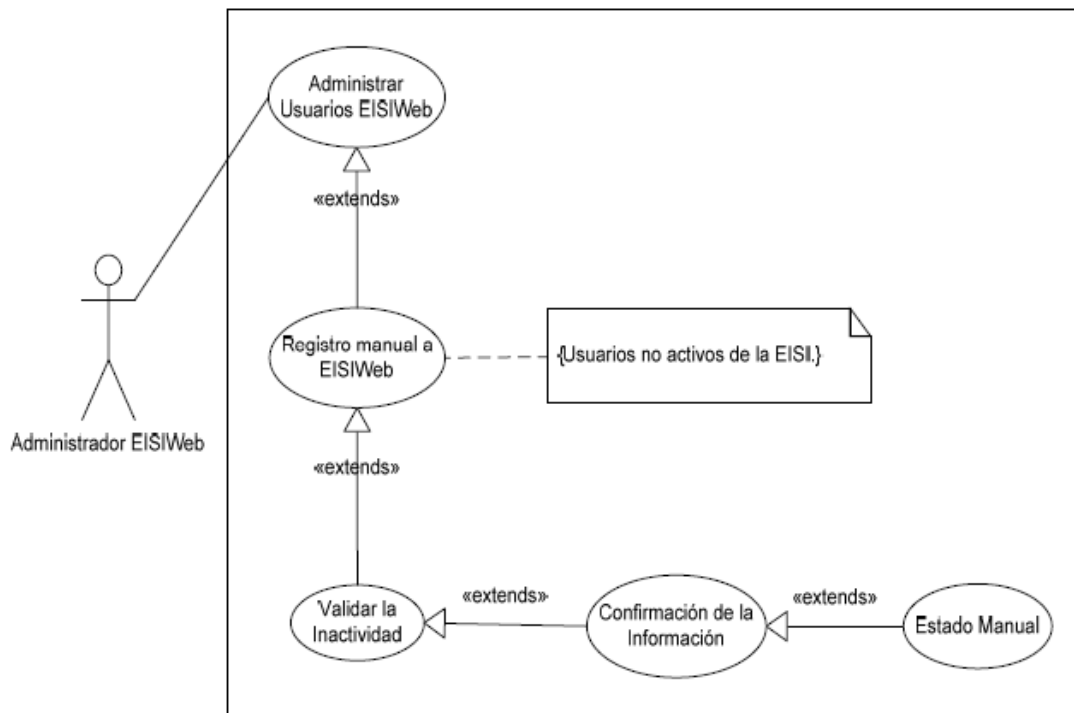 Administrar
Usuarios EISIWeb
«extends»
Administrador EISIWeb
Registro manual a
EISIWeb
{Usuarios no activos de la EISI.}
«extends»
Validar la
Inactividad
«extends»
Confirmación de la
Información
«extends»
Estado Manual